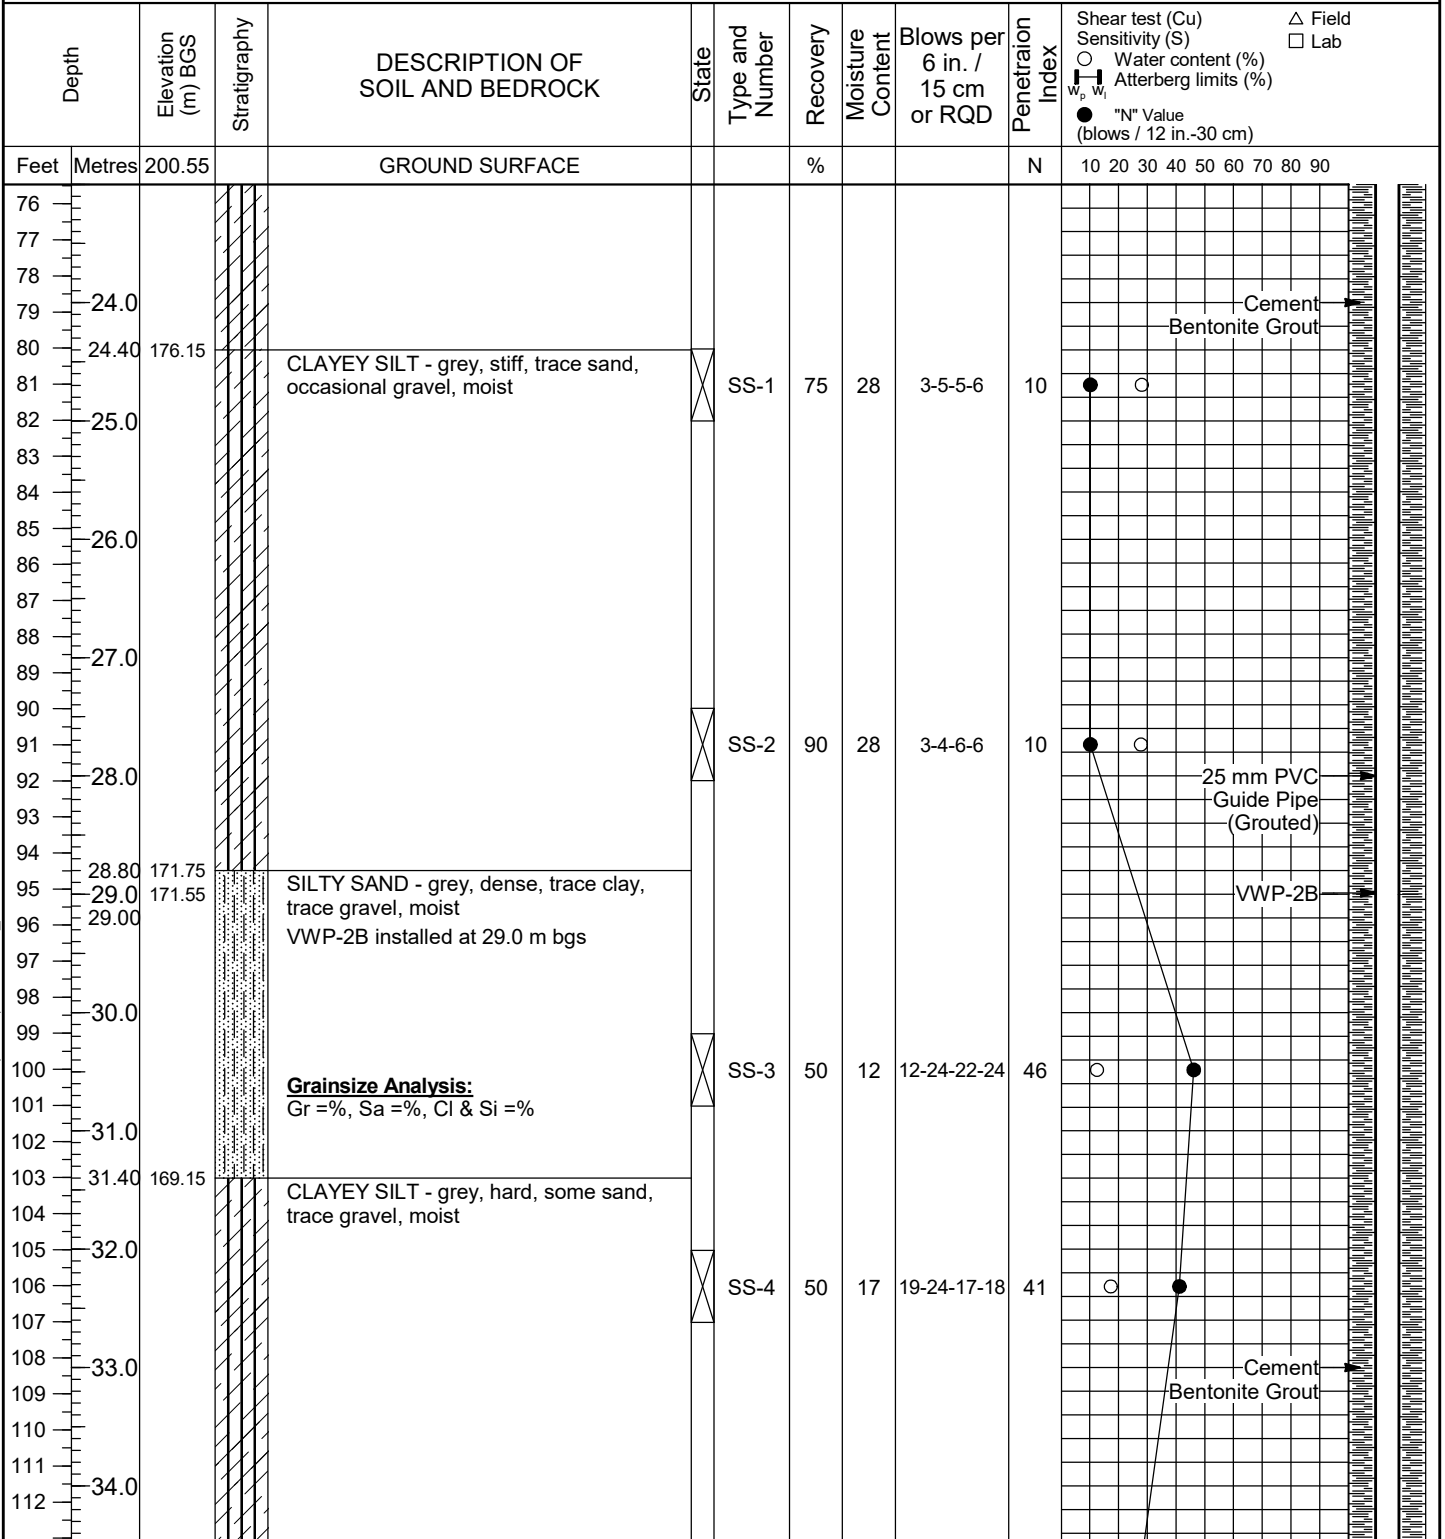 Depth
Elevation
(m) BGS
Stratigraphy
DESCRIPTION OF
SOIL AND BEDROCK
State
Type and
Number
Recovery
Moisture
Content
Blows per
6 in. /
15 cm
or RQD
Penetraion
Index
Shear test (Cu) △ Field
Sensitivity (S) □ Lab
○ Water content (%)
Atterberg limits (%)
wp wl
● "N" Value
(blows / 12 in.-30 cm)
Feet Metres 200.55 GROUND SURFACE % N 10 20 30 40 50 60 70 80 90
76
77
78
24.0 Cement
79
Bentonite Grout
80 24.40 176.15
CLAYEY SILT - grey, stiff, trace sand,
81 occasional gravel, moist SS-1 75 28 3-5-5-6 10
82 25.0
83
84
85
26.0
86
87
88
27.0
89
90
91 SS-2 90 28 3-4-6-6 10
92 28.0 25 mm PVC
Guide Pipe
93 (Grouted)
94
28.80 171.75
95 SILTY SAND - grey, dense, trace clay,
29.0 171.55 VWP-2B
29.00 trace gravel, moist
96
VWP-2B installed at 29.0 m bgs
97
98
30.0
99
100 SS-3 50 12 12-24-22-24 46
Grainsize Analysis:
101 Gr =%, Sa =%, Cl & Si =%
31.0
102
103 31.40 169.15
CLAYEY SILT - grey, hard, some sand,
104 trace gravel, moist
105 32.0
106 SS-4 50 17 19-24-17-18 41
107
108
33.0 Cement
109 Bentonite Grout
110
111
34.0
112